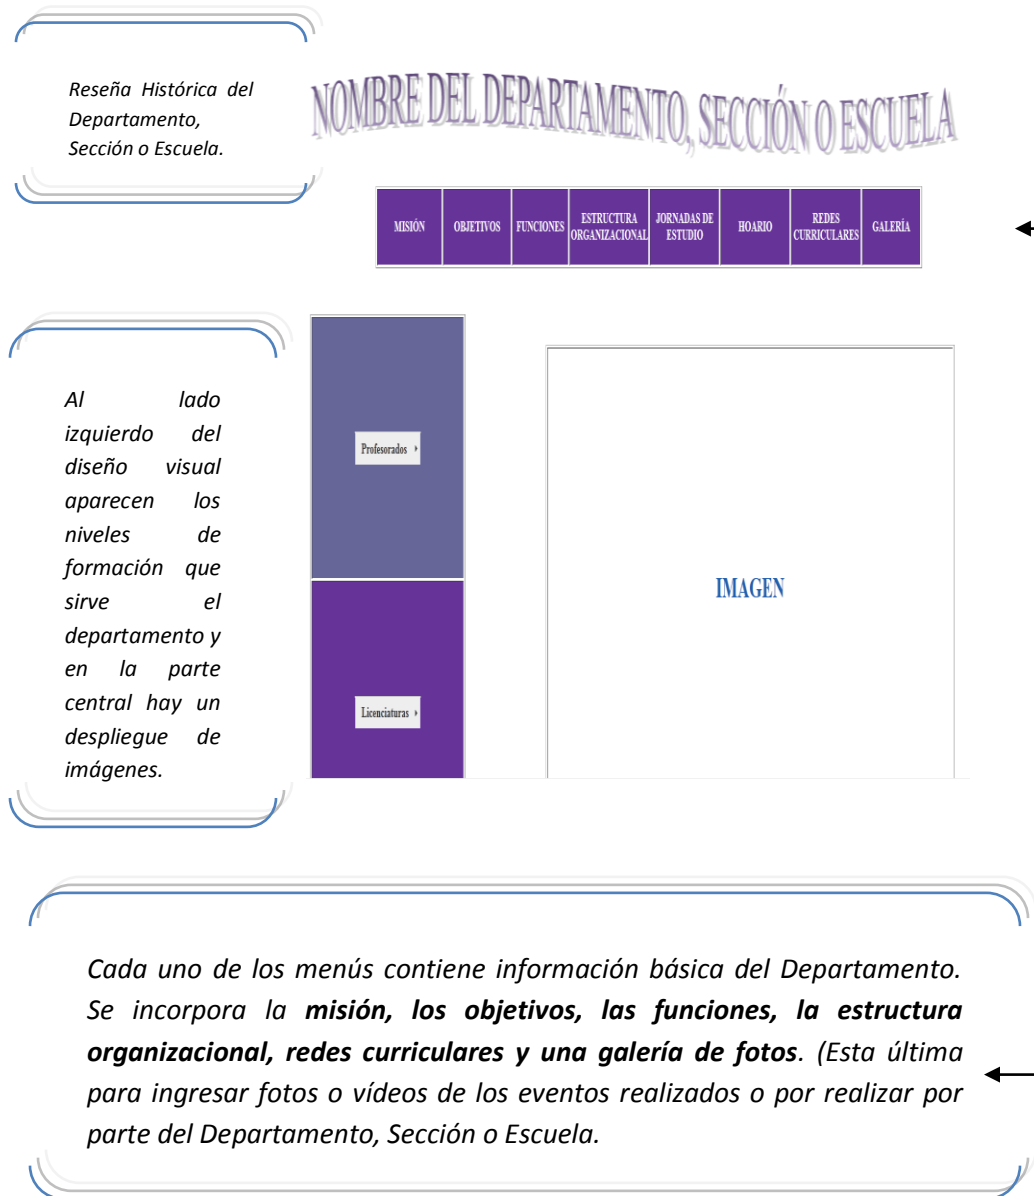 Reseña Histórica del
Departamento,
Sección o Escuela.
NOMBRE DEL DEPARTAMENTO, SECCIÓN O ESCUELA
MISIÓN
OBJETIVOS
FUNCIONES
ESTRUCTURA
ORGANIZACIONAL
JORNADAS DE
ESTUDIO
HOARIO
REDES
CURRICULARES
GALERÍA
Al lado
izquierdo del
diseño visual
aparecen los
niveles de
formación que
sirve el
departamento y
en la parte
central hay un
despliegue de
imágenes.
Profesorados
Licenciaturas
IMAGEN
Cada uno de los menús contiene información básica del Departamento.
Se incorpora la misión, los objetivos, las funciones, la estructura
organizacional, redes curriculares y una galería de fotos. (Esta última
para ingresar fotos o vídeos de los eventos realizados o por realizar por
parte del Departamento, Sección o Escuela.